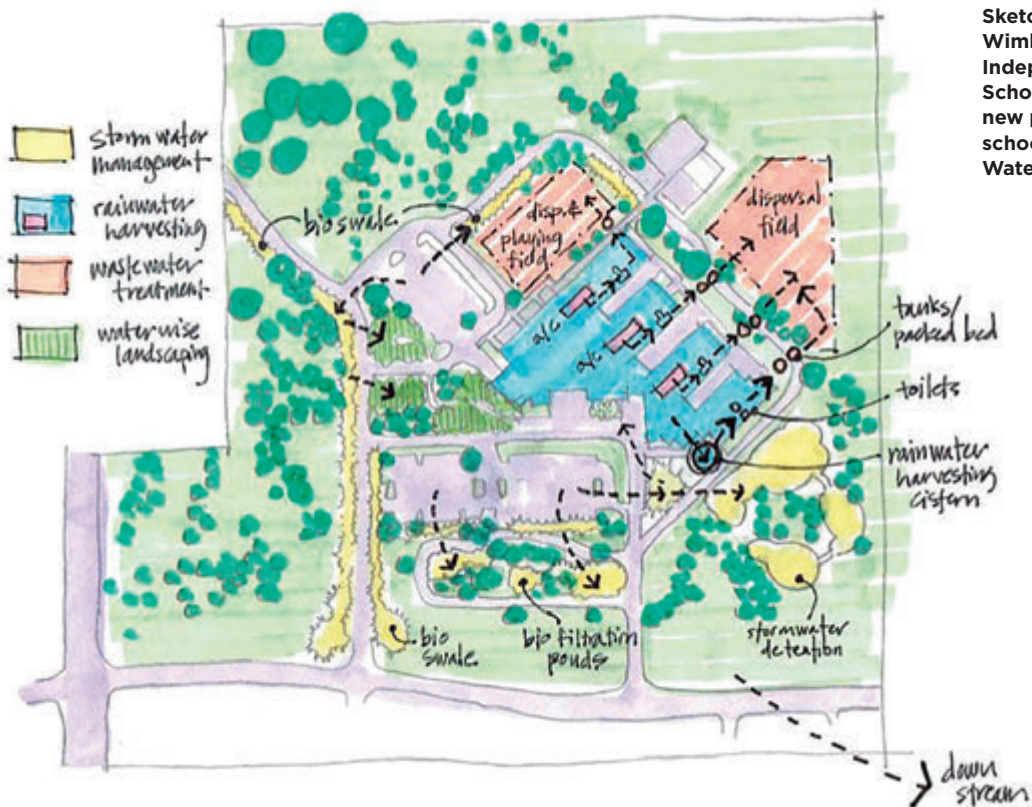 Sketc
Wiml
Indep
Scho
new p
schoo
Wate
storm water
management
rainwater
harvesting
wastewater
treatment
waterwise
landscaping
bioswale
disp. &
playing
field.
dispersal
field
a/c
a/c
tanks/
packed bed
toilets
rainwater
harvesting
cistern
stormwater
detention
bio
swale
bio filtration
ponds
down
stream